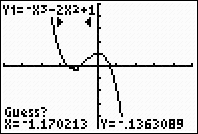 Y1=-X3-2X2+1
Guess?
X=-1.170213 Y=-.1363089